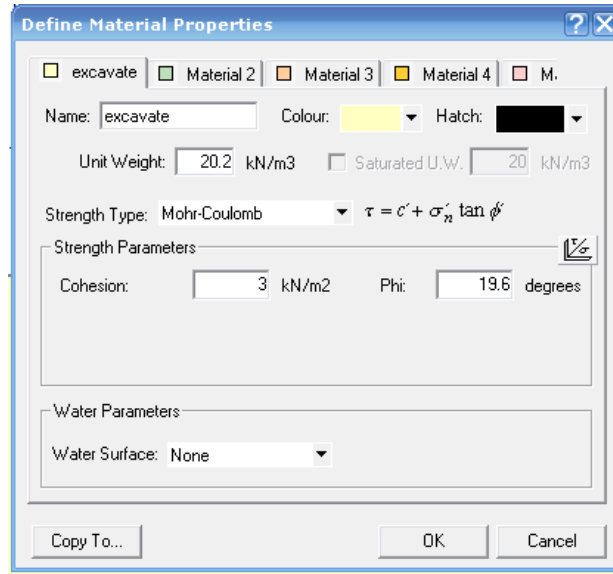 Define Material Properties
excavate Material 2 Material 3 Material 4 M
Name: excavate Colour: Hatch:
Unit Weight: 20.2 kN/m3 Saturated U.W. 20 kN/m3
Strength Type: Mohr-Coulomb τ = c′ + σ′n tan ϕ′
Strength Parameters τ/σ
Cohesion: 3 kN/m2 Phi: 19.6 degrees
Water Parameters
Water Surface: None
Copy To... OK Cancel